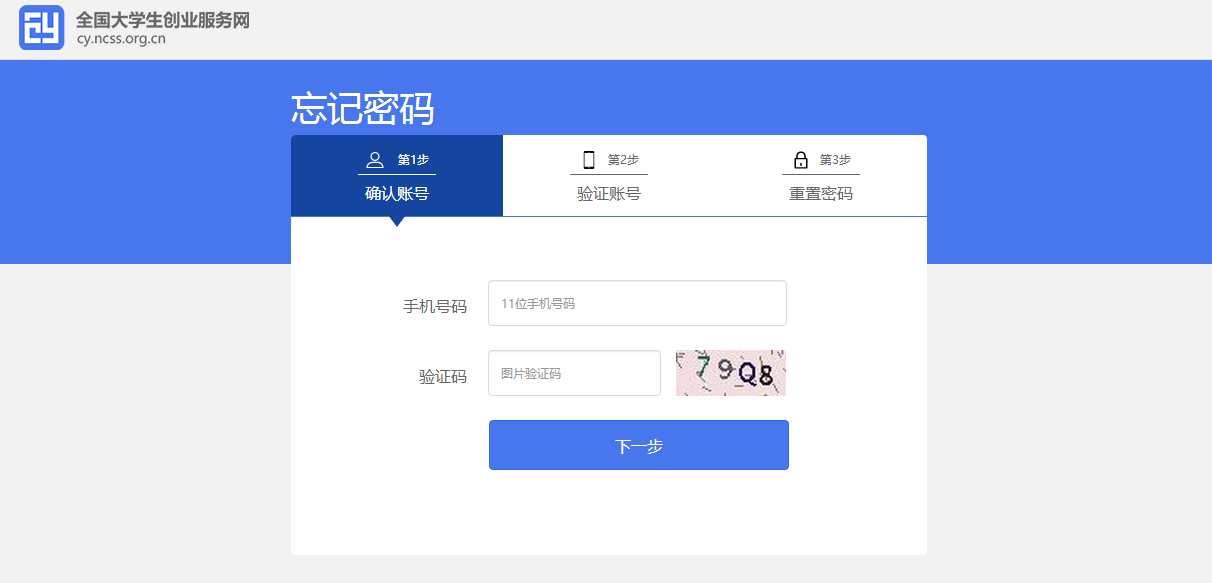 全国大学生创业服务网
cy.ncss.org.cn
忘记密码
第1步
确认账号
第2步
验证账号
第3步
重置密码
手机号码
11位手机号码
验证码
图片验证码
79Q8
下一步